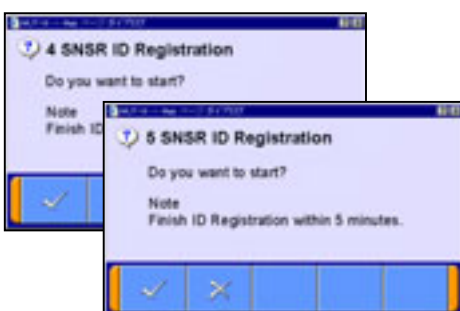 4 SNSR ID Registration
Do you want to start?
Note
Finish ID
5 SNSR ID Registration
Do you want to start?
Note
Finish ID Registration within 5 minutes.